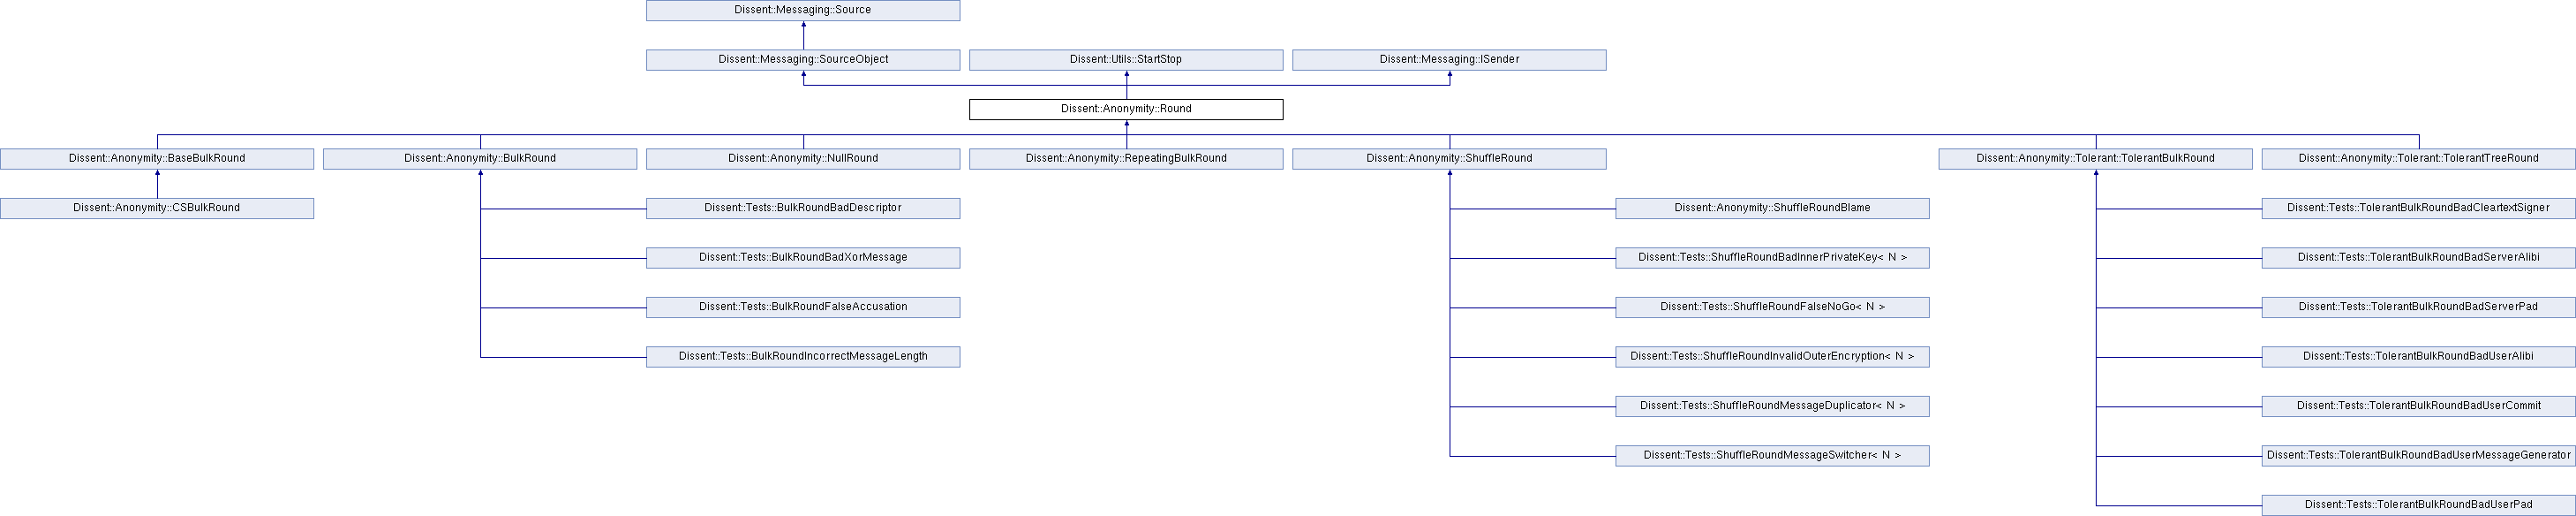 Dissent::Messaging::Source
Dissent::Messaging::SourceObject
Dissent::Utils::StartStop
Dissent::Messaging::ISender
Dissent::Anonymity::Round
Dissent::Anonymity::BaseBulkRound
Dissent::Anonymity::BulkRound
Dissent::Anonymity::NullRound
Dissent::Anonymity::RepeatingBulkRound
Dissent::Anonymity::ShuffleRound
Dissent::Anonymity::Tolerant::TolerantBulkRound
Dissent::Anonymity::Tolerant::TolerantTreeRound
Dissent::Anonymity::CSBulkRound
Dissent::Tests::BulkRoundBadDescriptor
Dissent::Anonymity::ShuffleRoundBlame
Dissent::Tests::TolerantBulkRoundBadCleartextSigner
Dissent::Tests::BulkRoundBadXorMessage
Dissent::Tests::ShuffleRoundBadInnerPrivateKey< N >
Dissent::Tests::TolerantBulkRoundBadServerAlibi
Dissent::Tests::BulkRoundFalseAccusation
Dissent::Tests::ShuffleRoundFalseNoGo< N >
Dissent::Tests::TolerantBulkRoundBadServerPad
Dissent::Tests::BulkRoundIncorrectMessageLength
Dissent::Tests::ShuffleRoundInvalidOuterEncryption< N >
Dissent::Tests::TolerantBulkRoundBadUserAlibi
Dissent::Tests::ShuffleRoundMessageDuplicator< N >
Dissent::Tests::TolerantBulkRoundBadUserCommit
Dissent::Tests::ShuffleRoundMessageSwitcher< N >
Dissent::Tests::TolerantBulkRoundBadUserMessageGenerator
Dissent::Tests::TolerantBulkRoundBadUserPad